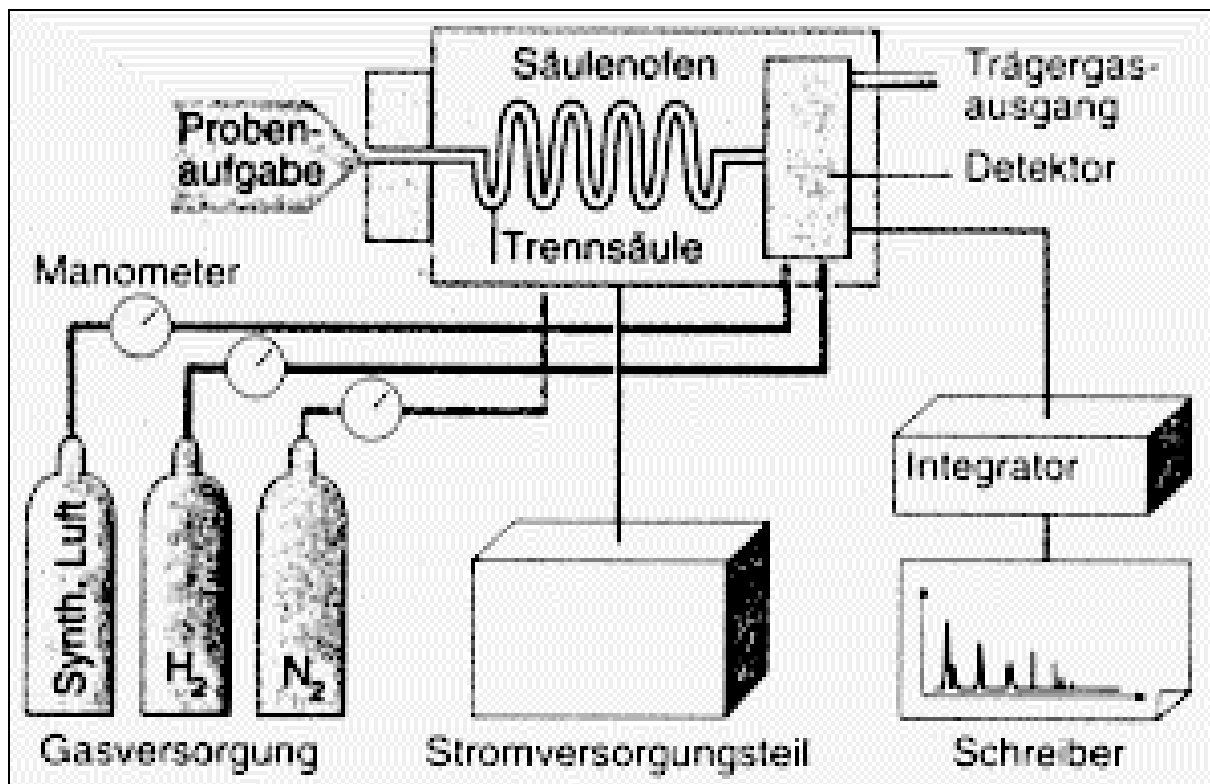 Säulenofen
Trägergas-
ausgang
Proben-
aufgabe
Detektor
Trennsäule
Manometer
Integrator
Synth. Luft
H₂
N₂
Gasversorgung
Stromversorgungsteil
Schreiber